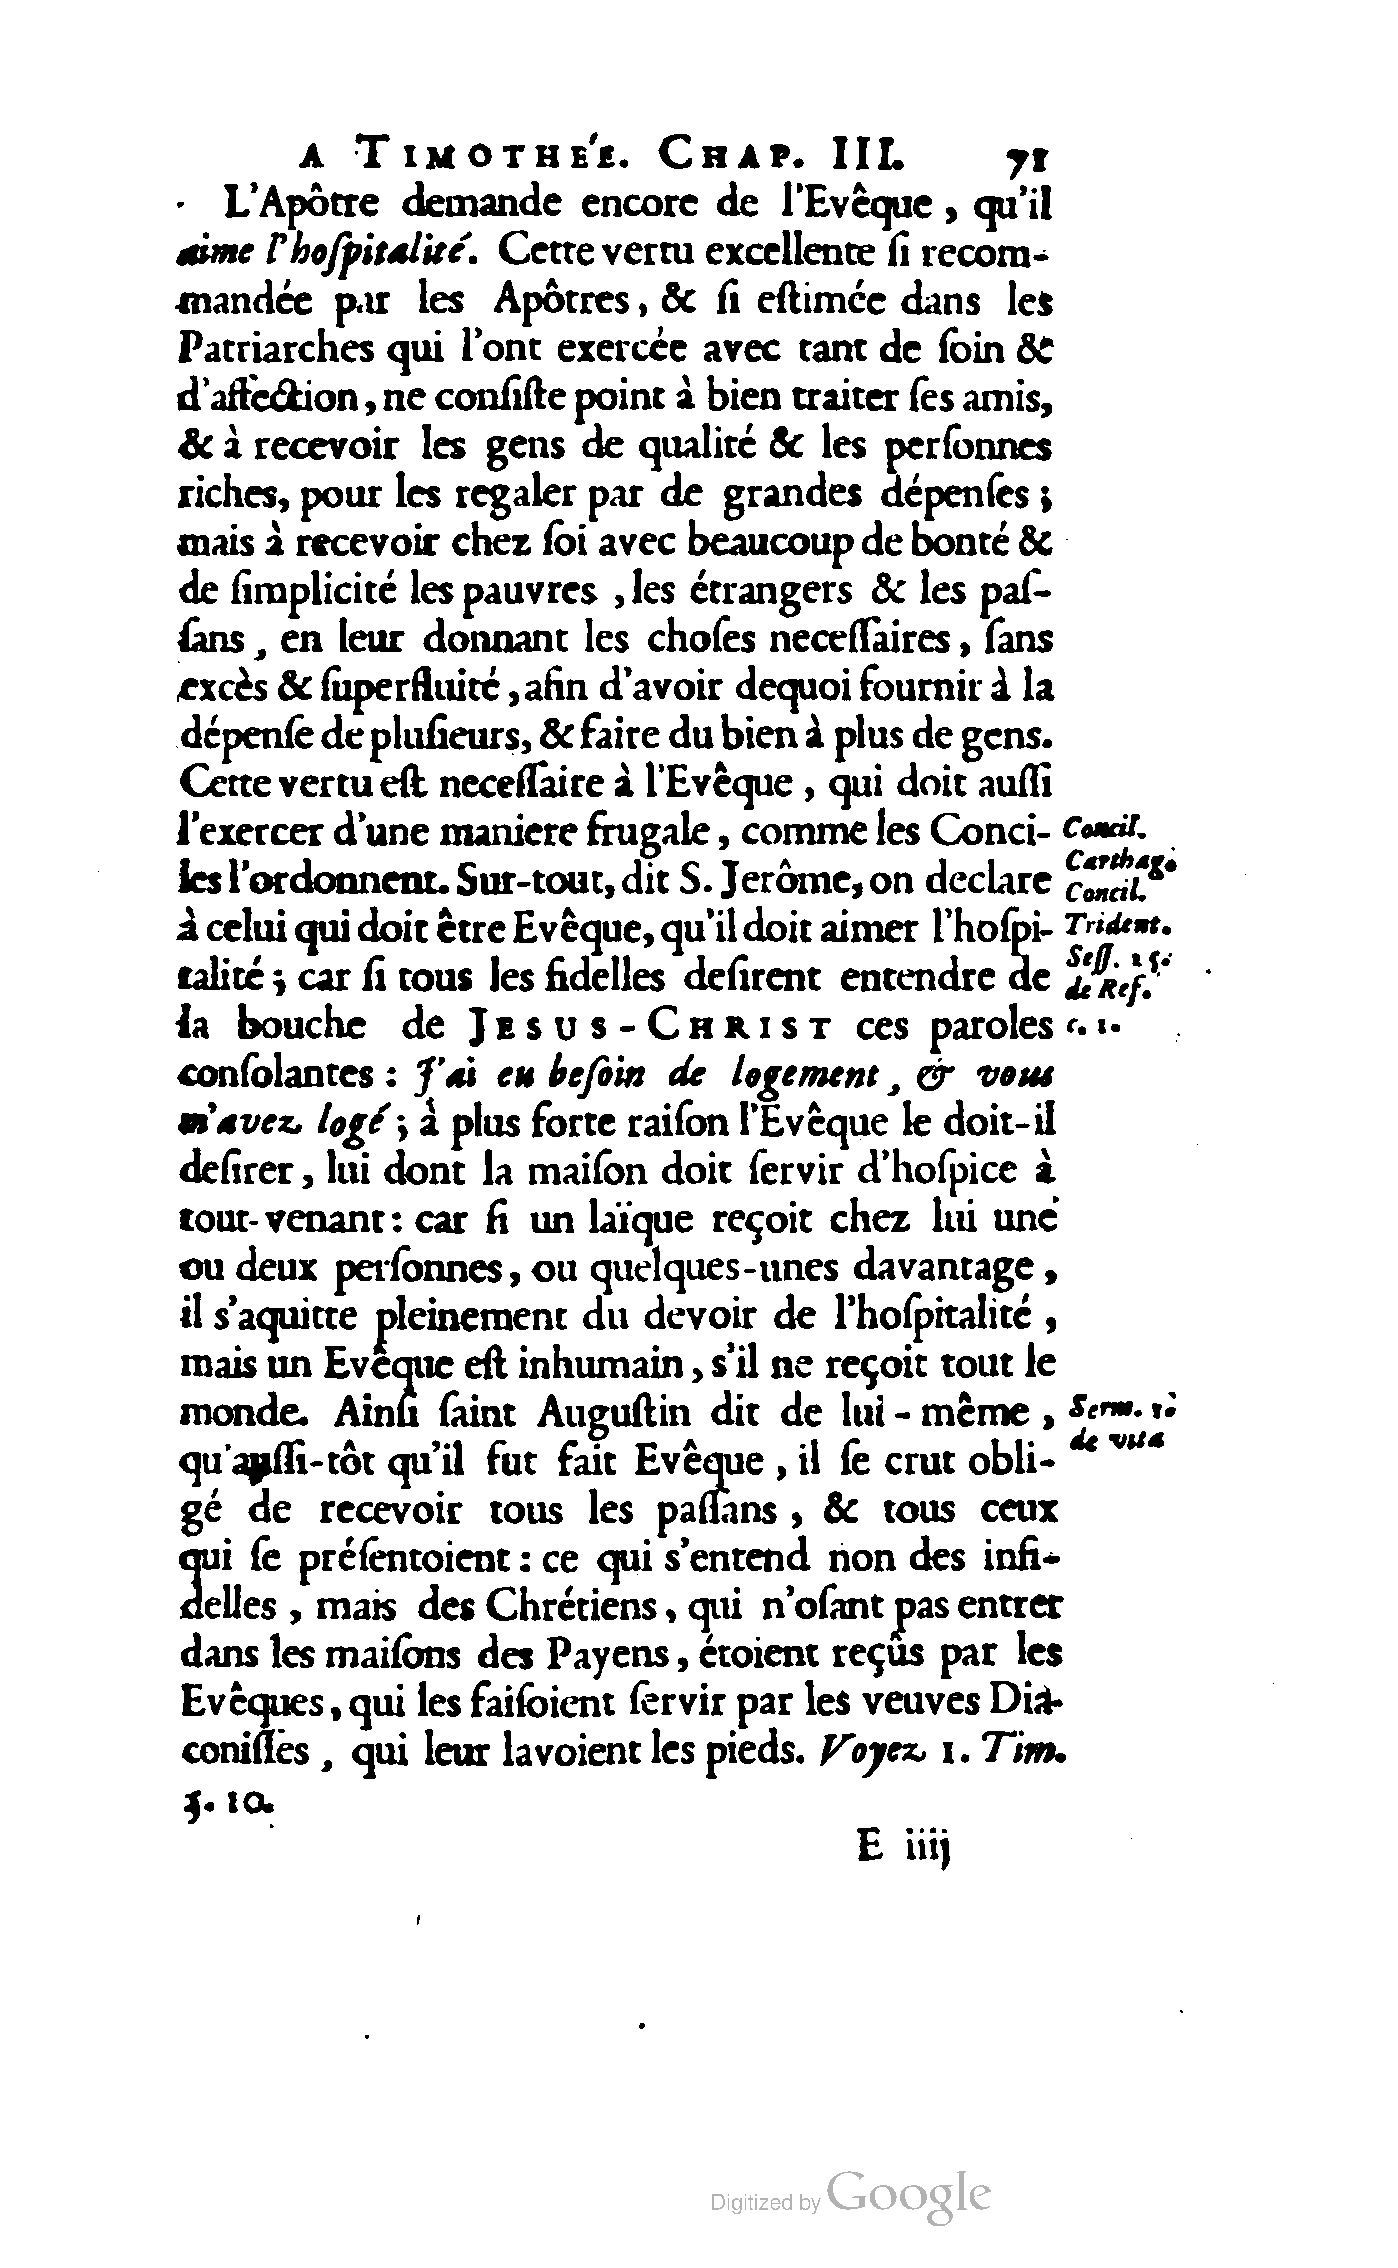 A TIMOTHE'E. CHAP. III. 71
L'Apôtre demande encore de l'Evêque, qu'il
aime l'hoſpitalité. Cette vertu excellente ſi recom-
mandée par les Apôtres, & ſi eſtimée dans les
Patriarches qui l'ont exercée avec tant de ſoin &
d'affection, ne conſiſte point à bien traiter ſes amis,
& à recevoir les gens de qualité & les perſonnes
riches, pour les regaler par de grandes dépenſes;
mais à recevoir chez ſoi avec beaucoup de bonté &
de ſimplicité les pauvres, les étrangers & les paſ-
ſans, en leur donnant les choſes neceſſaires, ſans
excès & ſuperfluité, afin d'avoir dequoi fournir à la
dépenſe de pluſieurs, & faire du bien à plus de gens.
Cette vertu eſt neceſſaire à l'Evêque, qui doit auſſi
l'exercer d'une maniere frugale, comme les Conci-
les l'ordonnent. Sur-tout, dit S. Jerôme, on declare
à celui qui doit être Evêque, qu'il doit aimer l'hoſpi-
talité; car ſi tous les fidelles deſirent entendre de
la bouche de JESUS-CHRIST ces paroles
conſolantes: J'ai eu beſoin de logement, & vous
m'avez logé; à plus forte raiſon l'Evêque le doit-il
deſirer, lui dont la maiſon doit ſervir d'hoſpice à
tout-venant: car ſi un laïque reçoit chez lui une
ou deux perſonnes, ou quelques-unes davantage,
il s'aquitte pleinement du devoir de l'hoſpitalité,
mais un Evêque eſt inhumain, s'il ne reçoit tout le
monde. Ainſi ſaint Auguſtin dit de lui-même,
qu'auſſi-tôt qu'il fut fait Evêque, il ſe crut obli-
gé de recevoir tous les paſſans, & tous ceux
qui ſe préſentoient: ce qui s'entend non des infi-
delles, mais des Chrétiens, qui n'oſant pas entrer
dans les maiſons des Payens, étoient reçûs par les
Evêques, qui les faiſoient ſervir par les veuves Dia-
coniſſes, qui leur lavoient les pieds. Voyez 1. Tim.
5. 10.
Concil.
Carthag.
Concil.
Trident.
Seſſ. 25.
de Ref.
c. 1.
Serm. 1.
de vita
E iiij
Digitized by Google